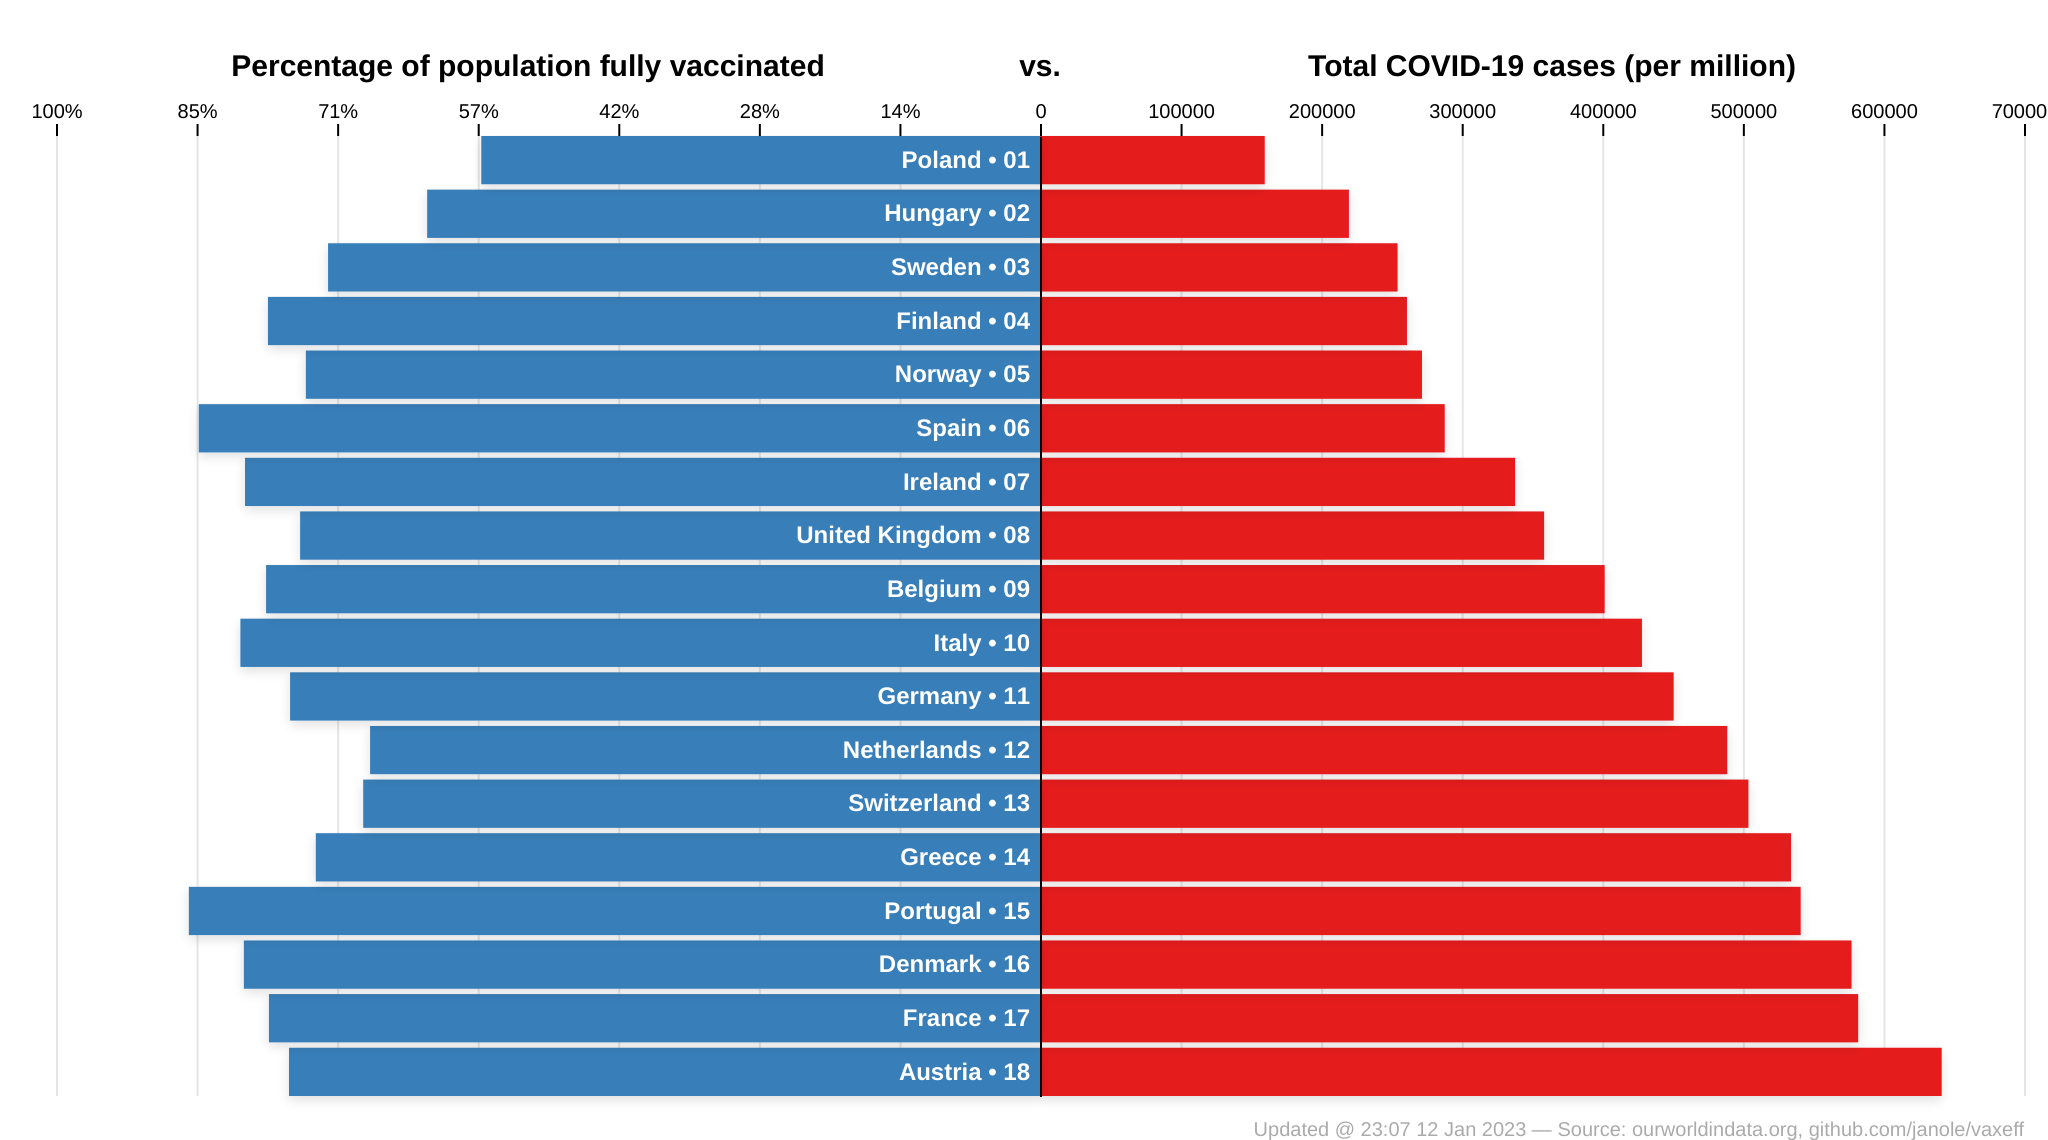 Percentage of population fully vaccinated vs. Total COVID-19 cases (per million)
100% 85% 71% 57% 42% 28% 14% 0 100000 200000 300000 400000 500000 600000 70000
Poland • 01
Hungary • 02
Sweden • 03
Finland • 04
Norway • 05
Spain • 06
Ireland • 07
United Kingdom • 08
Belgium • 09
Italy • 10
Germany • 11
Netherlands • 12
Switzerland • 13
Greece • 14
Portugal • 15
Denmark • 16
France • 17
Austria • 18
Updated @ 23:07 12 Jan 2023 — Source: ourworldindata.org, github.com/janole/vaxeff